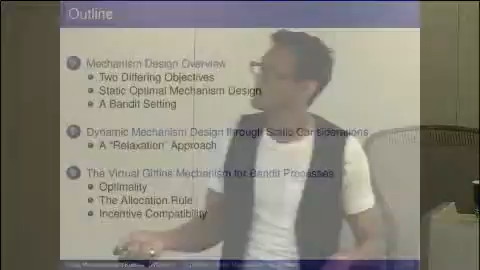 Outline
Mechanism Design Overview
Two Differing Objectives
Static Optimal Mechanism Design
A Bandit Setting
Dynamic Mechanism Design through Static Considerations
A "Relaxation" Approach
The Virtual Gittins Mechanism for Bandit Processes
Optimality
The Allocation Rule
Incentive Compatibility